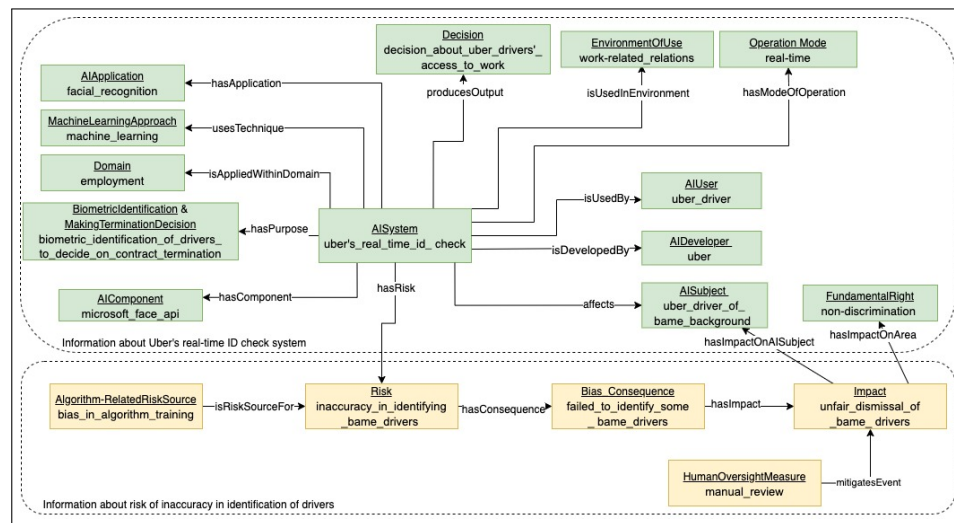 Decision
decision_about_uber_drivers'_
access_to_work
EnvironmentOfUse
work-related_relations
Operation Mode
real-time
AIApplication
facial_recognition
hasApplication
producesOutput
isUsedInEnvironment
hasModeOfOperation
MachineLearningApproach
machine_learning
usesTechnique
Domain
employment
isAppliedWithinDomain
AIUser
uber_driver
isUsedBy
BiometricIdentification &
MakingTerminationDecision
biometric_identification_of_drivers_
to_decide_on_contract_termination
hasPurpose
AISystem
uber's_real_time_id_ check
isDevelopedBy
AIDeveloper
uber
AIComponent
microsoft_face_api
hasComponent
hasRisk
affects
AISubject
uber_driver_of_
bame_background
FundamentalRight
non-discrimination
hasImpactOnAISubject
hasImpactOnArea
Information about Uber's real-time ID check system
Algorithm-RelatedRiskSource
bias_in_algorithm_training
isRiskSourceFor
Risk
inaccuracy_in_identifying
_bame_drivers
hasConsequence
Bias_Consequence
failed_to_identify_some
_ bame_drivers
hasImpact
Impact
unfair_dismissal_of
_bame_ drivers
HumanOversightMeasure
manual_review
mitigatesEvent
Information about risk of inaccuracy in identification of drivers